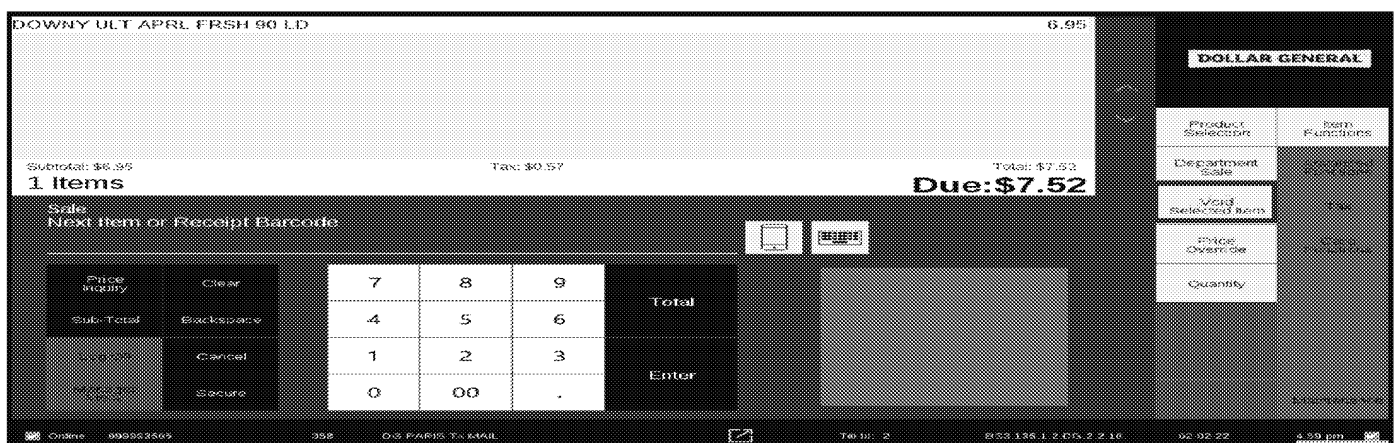 DOWNY ULT APRL FRSH 90 LD 6.95
DOLLAR GENERAL
Product Selection
Item Functions
Subtotal: $6.95 Tax: $0.57 Total: $7.52
1 Items Due:$7.52
Department Sale
Void Selected Item
Sale
Next Item or Receipt Barcode
Price Override
Quantity
Price Inquiry
Clear
7 8 9
Total
Sub-Total
Backspace
4 5 6
Cancel
1 2 3
Enter
Secure
0 00 .
Online 358 DG PARIS TX MAIL 2 02-02-22 4:59 pm